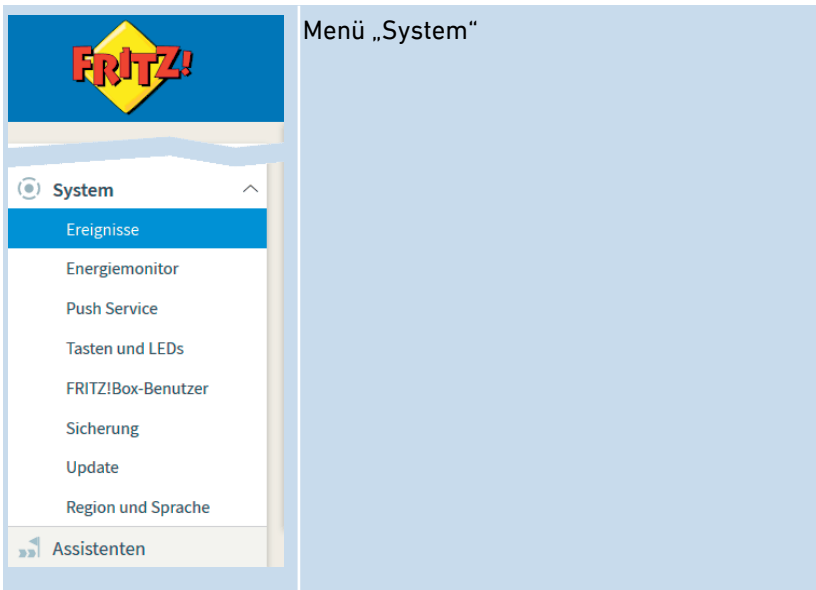 FRITZ!
Menü „System“
System
Ereignisse
Energiemonitor
Push Service
Tasten und LEDs
FRITZ!Box-Benutzer
Sicherung
Update
Region und Sprache
Assistenten